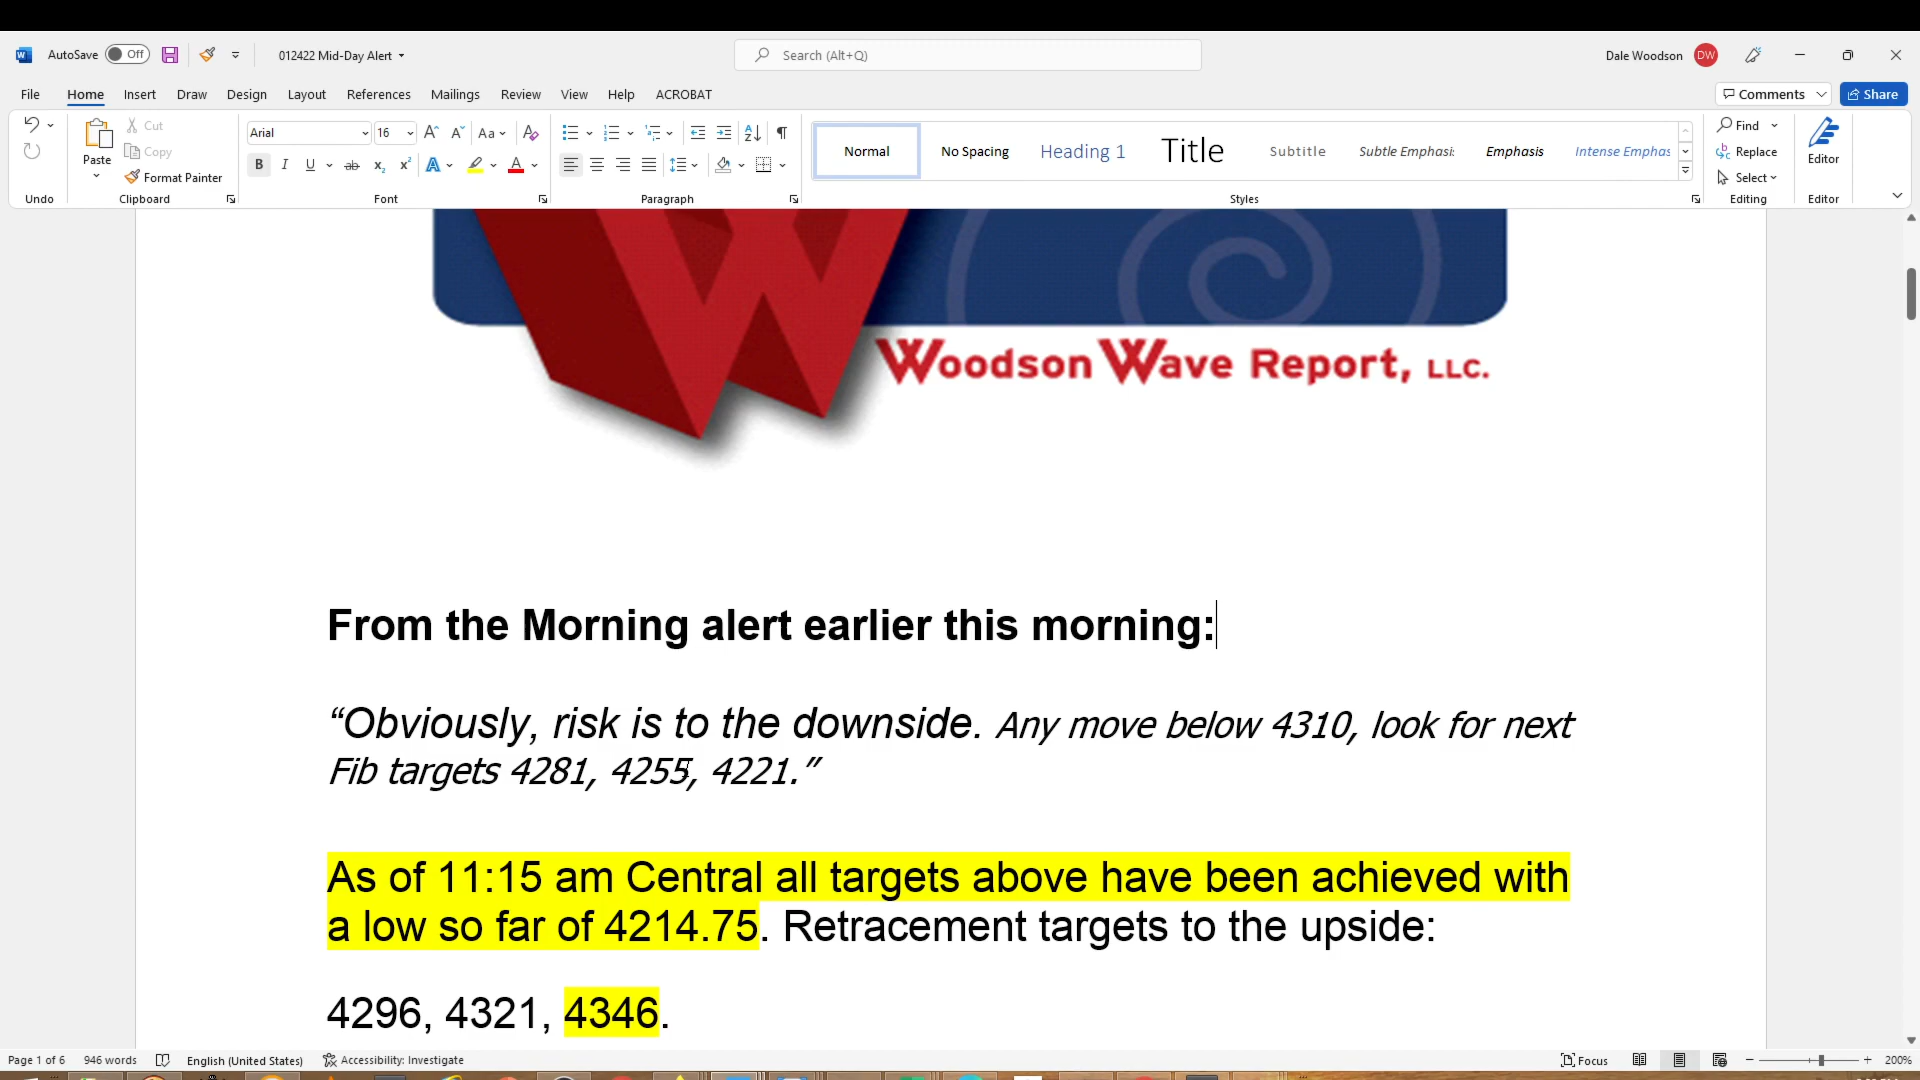 AutoSave Off 012422 Mid-Day Alert Search (Alt+Q) Dale Woodson DW
File Home Insert Draw Design Layout References Mailings Review View Help ACROBAT Comments Share
Paste Cut Copy Format Painter
Arial 16 Aa
B I U ab x₂ x² A A
Normal No Spacing Heading 1 Title Subtitle Subtle Emphasis Emphasis Intense Emphas
Find Replace Select
Editor
Undo Clipboard Font Paragraph Styles Editing Editor
Woodson Wave Report, LLC.
From the Morning alert earlier this morning:
“Obviously, risk is to the downside. Any move below 4310, look for next
Fib targets 4281, 4255, 4221.”
As of 11:15 am Central all targets above have been achieved with
a low so far of 4214.75. Retracement targets to the upside:
4296, 4321, 4346.
Page 1 of 6 946 words English (United States) Accessibility: Investigate Focus 200%